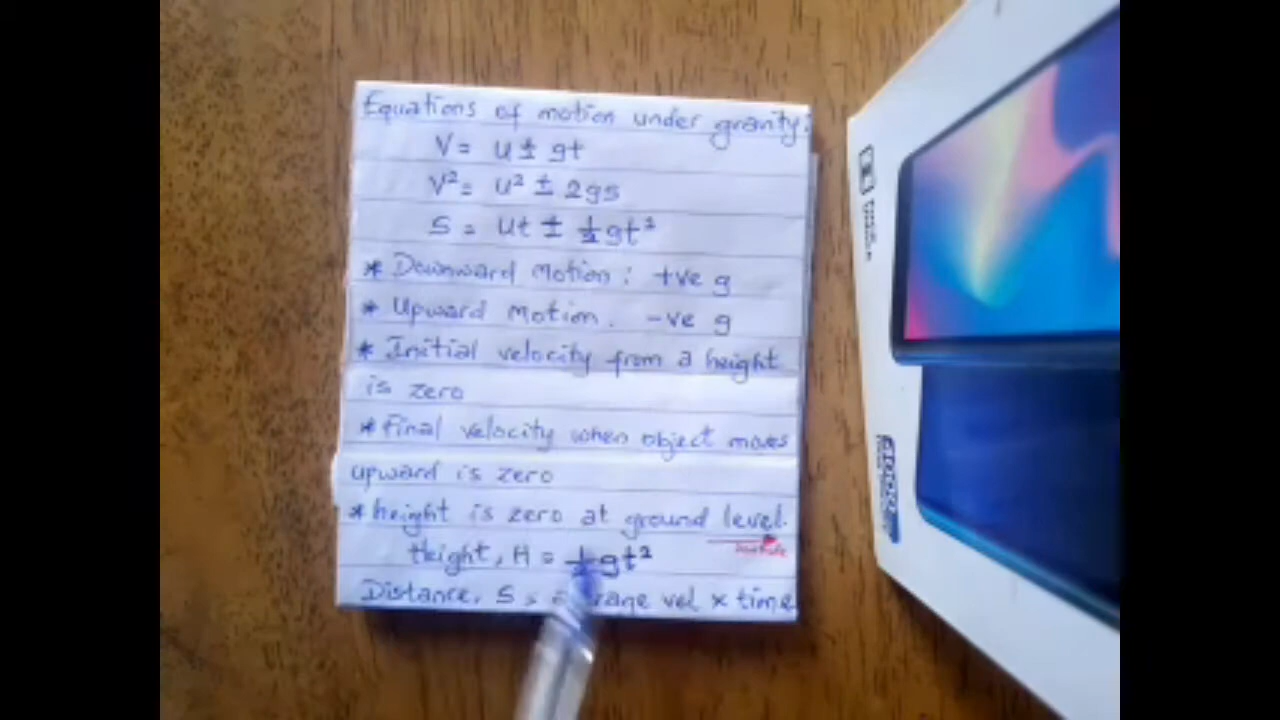 Equations of motion under gravity:
V = U ± gt
V² = U² ± 2gs
S = Ut ± ½gt²
* Downward Motion: +ve g
* Upward Motion. -ve g
* Initial velocity from a height
is zero
* Final velocity when object moves
upward is zero
* height is zero at ground level.
Height, H = ½gt²
Distance, S = average vel × time